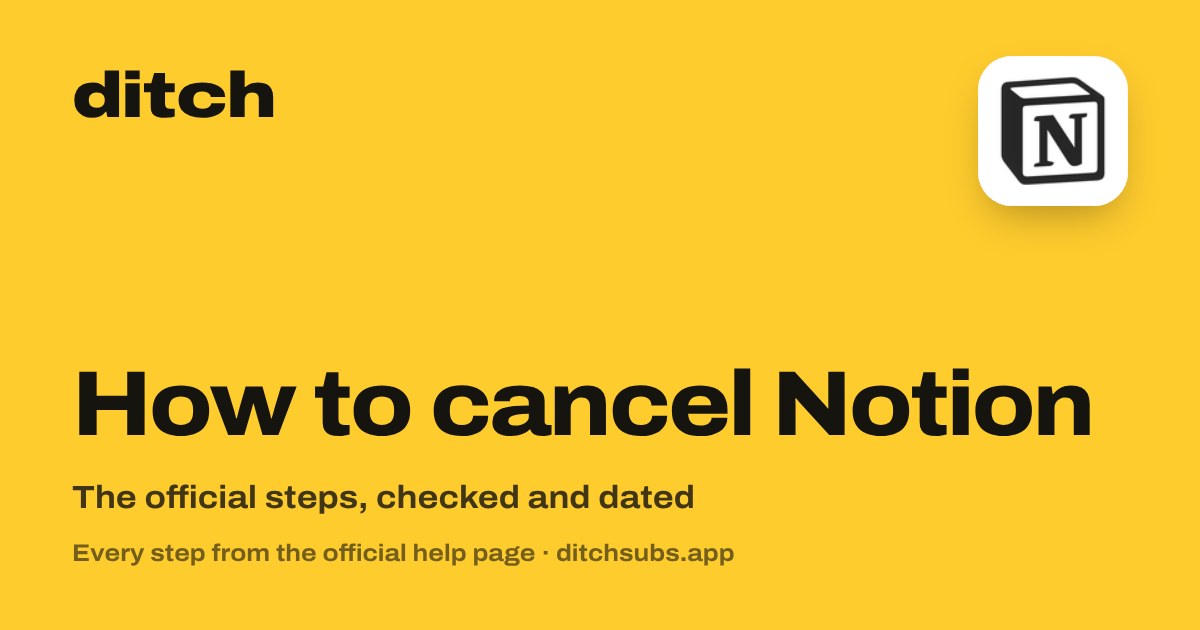 ditch
N
How to cancel Notion
The official steps, checked and dated
Every step from the official help page · ditchsubs.app